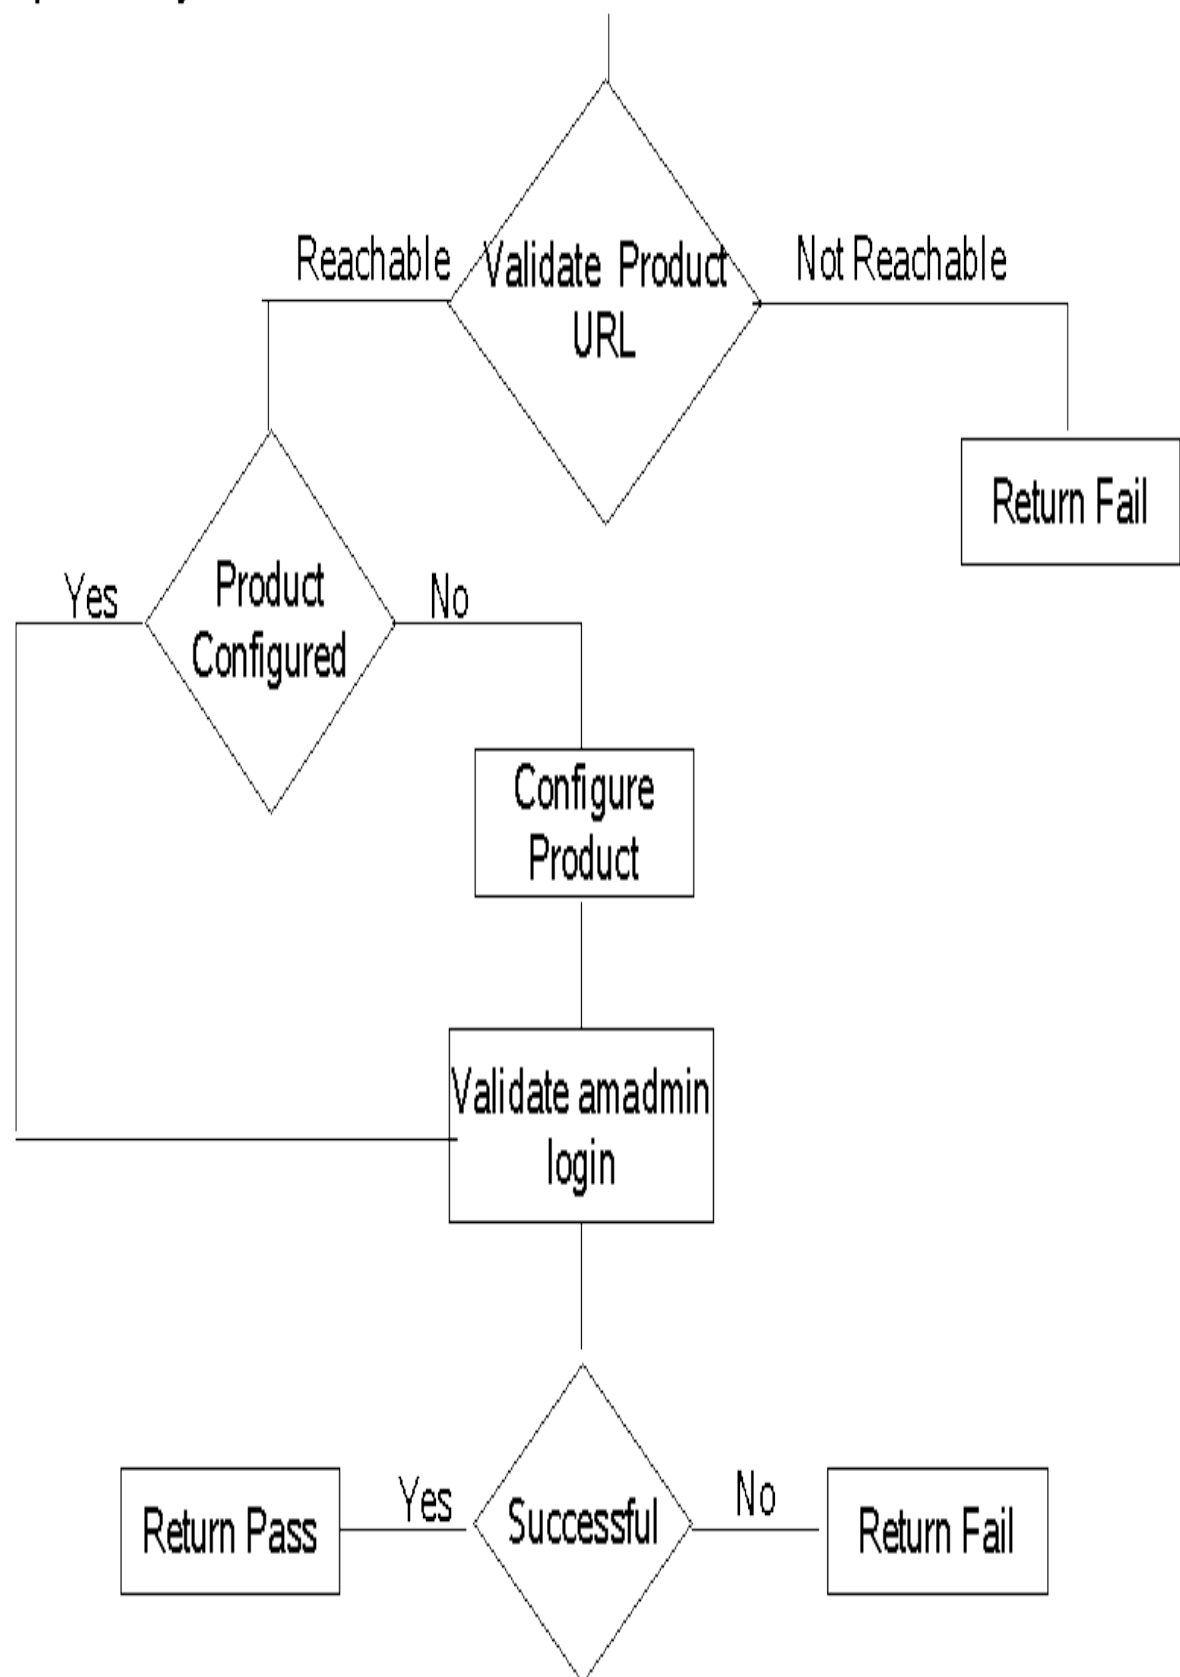 Reachable
Validate Product
URL
Not Reachable
Return Fail
Yes
Product
Configured
No
Configure
Product
Validate amadmin
login
Return Pass
Yes
Successful
No
Return Fail